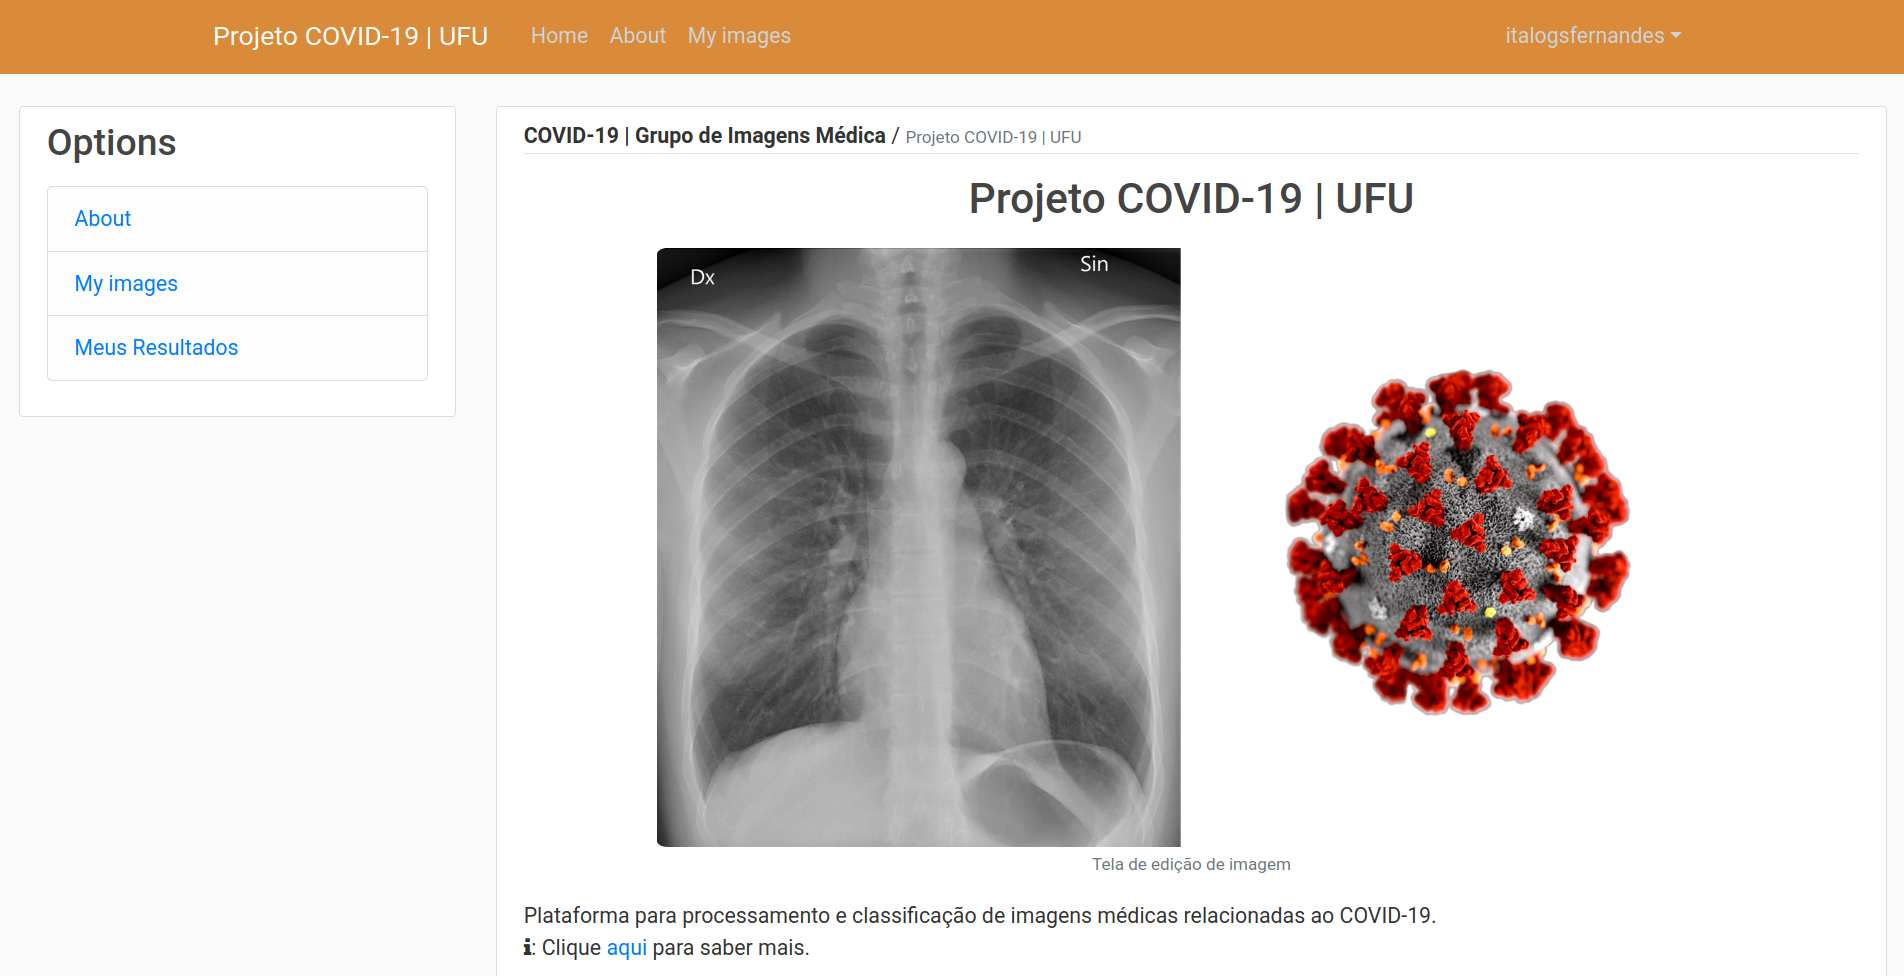 Projeto COVID-19 | UFU Home About My images italogsfernandes
Options
About
My images
Meus Resultados
COVID-19 | Grupo de Imagens Médica / Projeto COVID-19 | UFU
Projeto COVID-19 | UFU
Dx
Sin
Tela de edição de imagem
Plataforma para processamento e classificação de imagens médicas relacionadas ao COVID-19.
i: Clique aqui para saber mais.